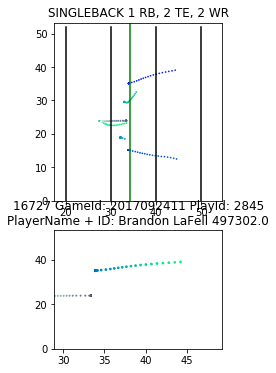 SINGLEBACK 1 RB, 2 TE, 2 WR
50
40
30
20
10
0
20 30 40 50
16727 GameId: 2017092411 PlayId: 2845
PlayerName + ID: Brandon LaFell 497302.0
40
20
0
30 35 40 45